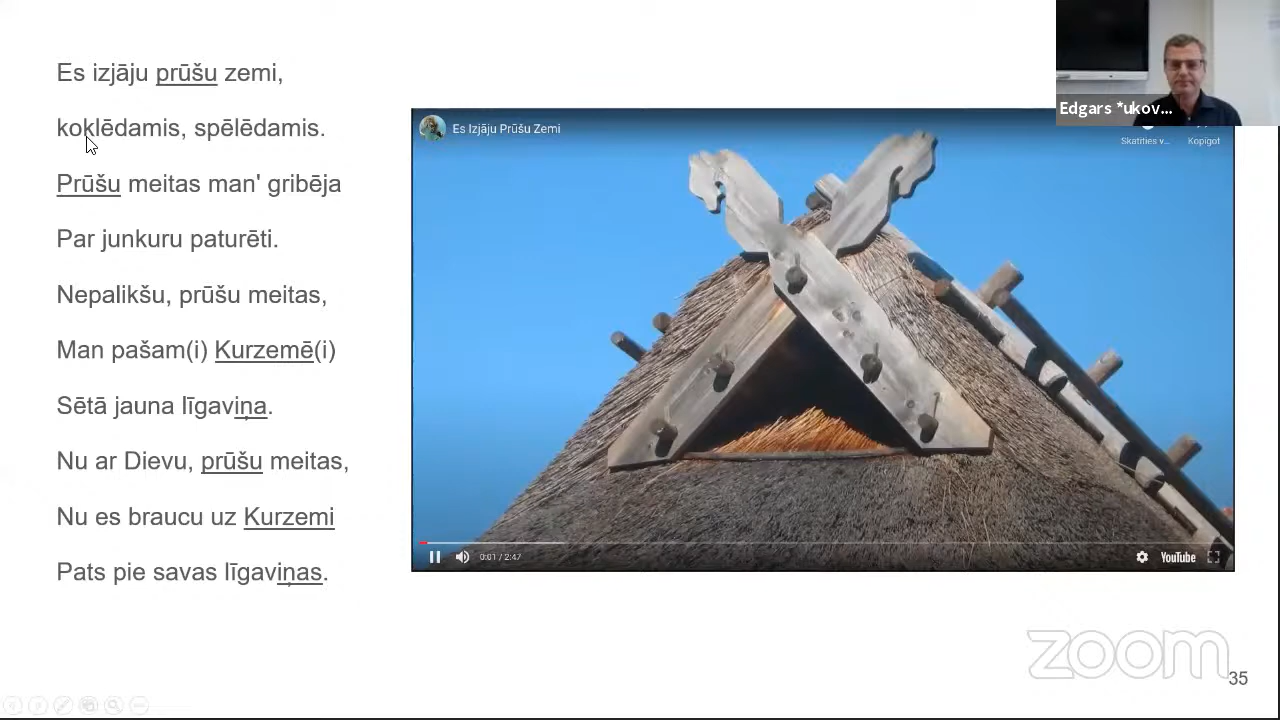 Es izjāju prūšu zemi,
koklēdamis, spēlēdamis.
Prūšu meitas man' gribēja
Par junkuru paturēti.
Nepalikšu, prūšu meitas,
Man pašam(i) Kurzemē(i)
Sētā jauna līgaviņa.
Nu ar Dievu, prūšu meitas,
Nu es braucu uz Kurzemi
Pats pie savas līgaviņas.
Es Izjāju Prūšu Zemi
Skatīties v...
Kopīgot
0:01 / 2:47
YouTube
Edgars *ukov...
zoom
35